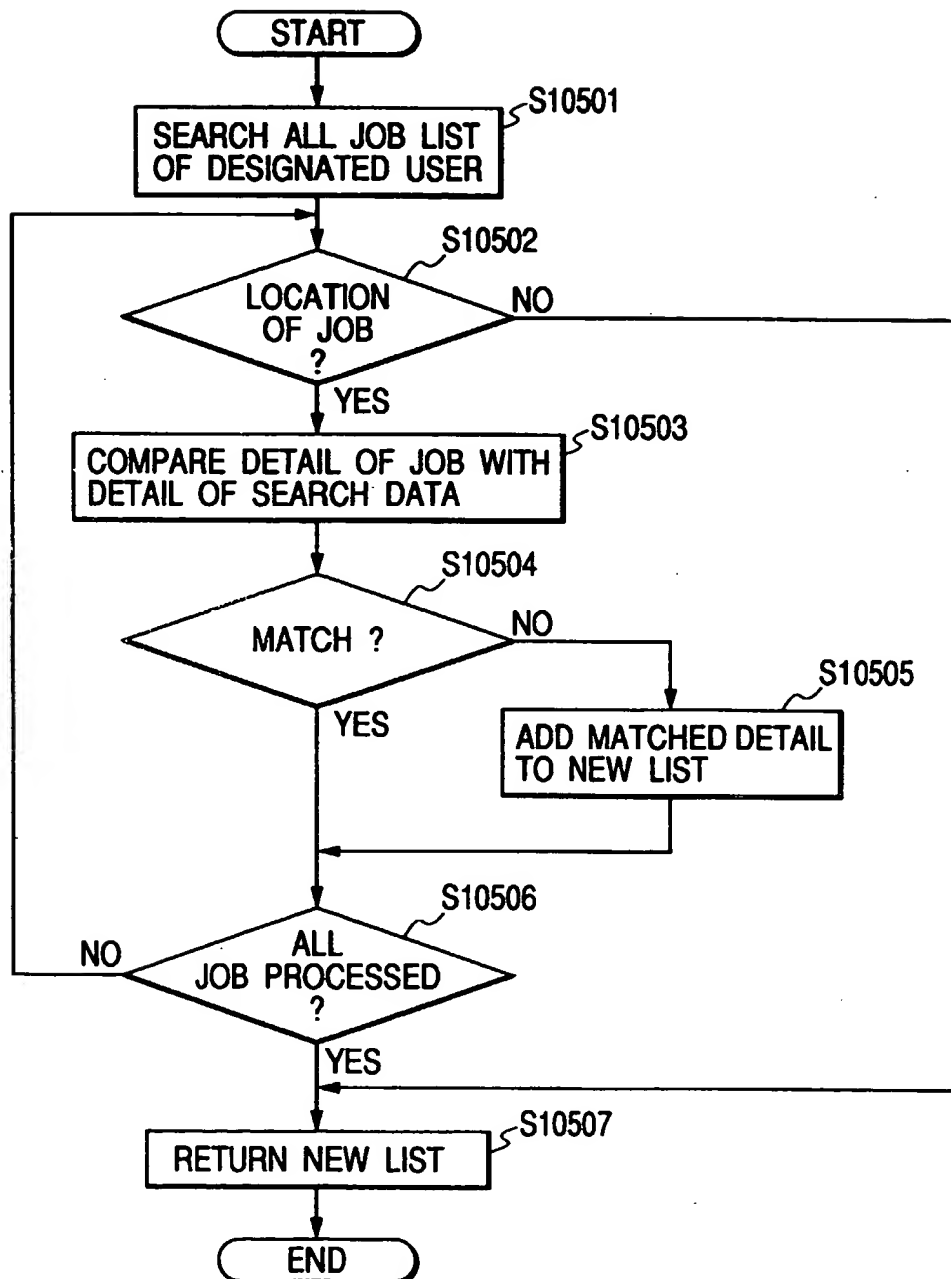 START
S10501
SEARCH ALL JOB LIST
OF DESIGNATED USER
S10502
LOCATION
OF JOB
?
NO
YES
S10503
COMPARE DETAIL OF JOB WITH
DETAIL OF SEARCH DATA
S10504
MATCH ?
NO
YES
S10505
ADD MATCHED DETAIL
TO NEW LIST
S10506
ALL
JOB PROCESSED
?
NO
YES
S10507
RETURN NEW LIST
END